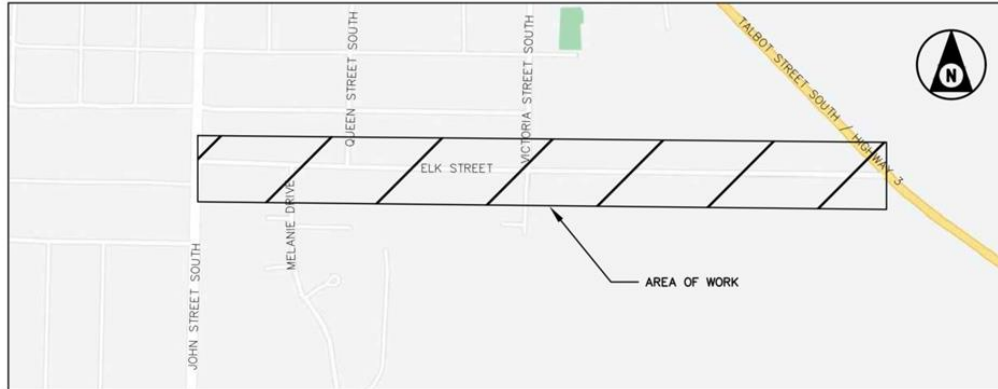 TALBOT STREET SOUTH / HIGHWAY 3
N
QUEEN STREET SOUTH
VICTORIA STREET SOUTH
ELK STREET
MELANIE DRIVE
JOHN STREET SOUTH
AREA OF WORK